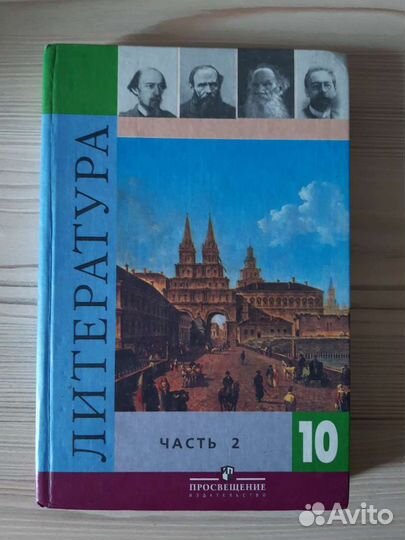 ЛИТЕРАТУРА
ЧАСТЬ 2
10
ПРОСВЕЩЕНИЕ
ИЗДАТЕЛЬСТВО
Avito